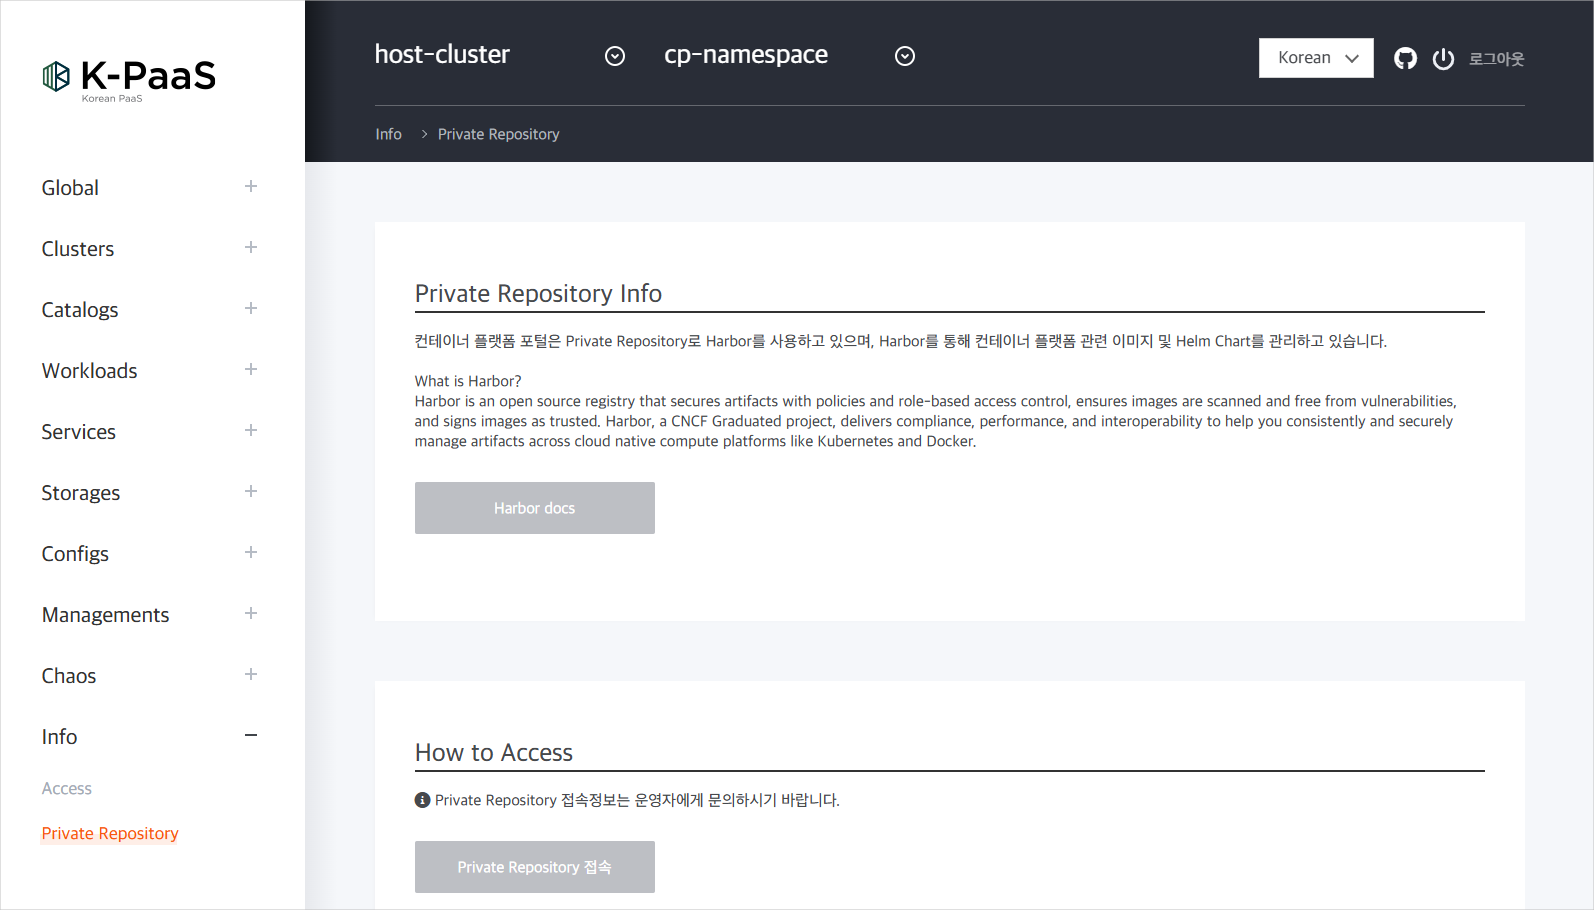 K-PaaS
Korean PaaS
host-cluster
cp-namespace
Korean
로그아웃
Info > Private Repository
Global
Clusters
Catalogs
Workloads
Services
Storages
Configs
Managements
Chaos
Info
Access
Private Repository
Private Repository Info
컨테이너 플랫폼 포털은 Private Repository로 Harbor를 사용하고 있으며, Harbor를 통해 컨테이너 플랫폼 관련 이미지 및 Helm Chart를 관리하고 있습니다.
What is Harbor?
Harbor is an open source registry that secures artifacts with policies and role-based access control, ensures images are scanned and free from vulnerabilities,
and signs images as trusted. Harbor, a CNCF Graduated project, delivers compliance, performance, and interoperability to help you consistently and securely
manage artifacts across cloud native compute platforms like Kubernetes and Docker.
Harbor docs
How to Access
Private Repository 접속정보는 운영자에게 문의하시기 바랍니다.
Private Repository 접속